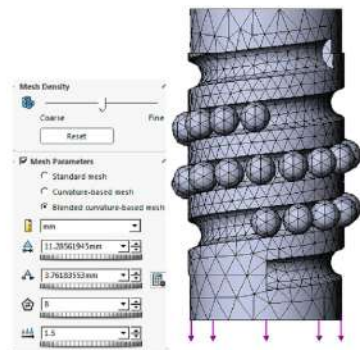 Mesh Density
Coarse
Fine
Reset
Mesh Parameters
Standard mesh
Curvature-based mesh
Blended curvature-based mesh
mm
11.28561945mm
3.76183553mm
8
1.5